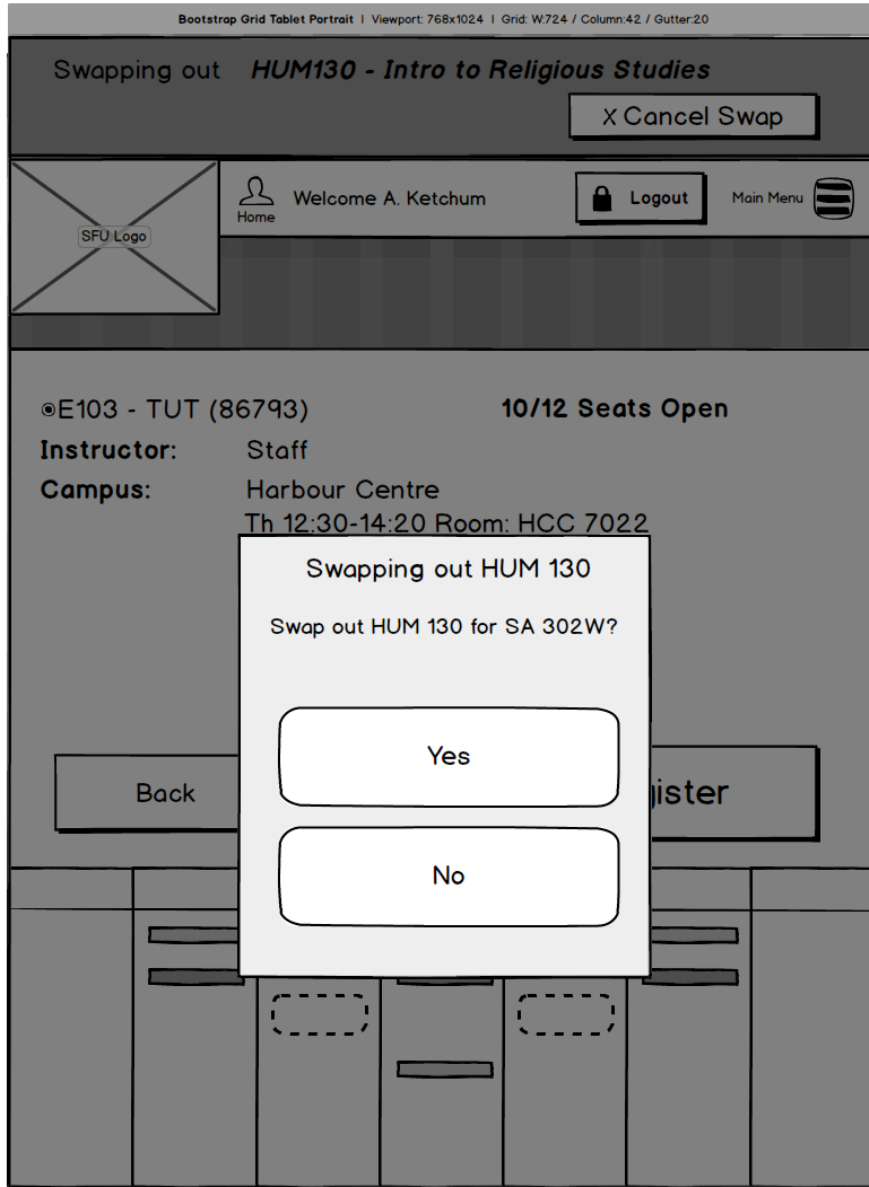 Bootstrap Grid Tablet Portrait | Viewport: 768x1024 | Grid: W:724 / Column:42 / Gutter:20
Swapping out HUM130 - Intro to Religious Studies
X Cancel Swap
SFU Logo
Home
Welcome A. Ketchum
Logout
Main Menu
E103 - TUT (86793)
10/12 Seats Open
Instructor: Staff
Campus: Harbour Centre
Th 12:30-14:20 Room: HCC 7022
Swapping out HUM 130
Swap out HUM 130 for SA 302W?
Yes
Back
ister
No